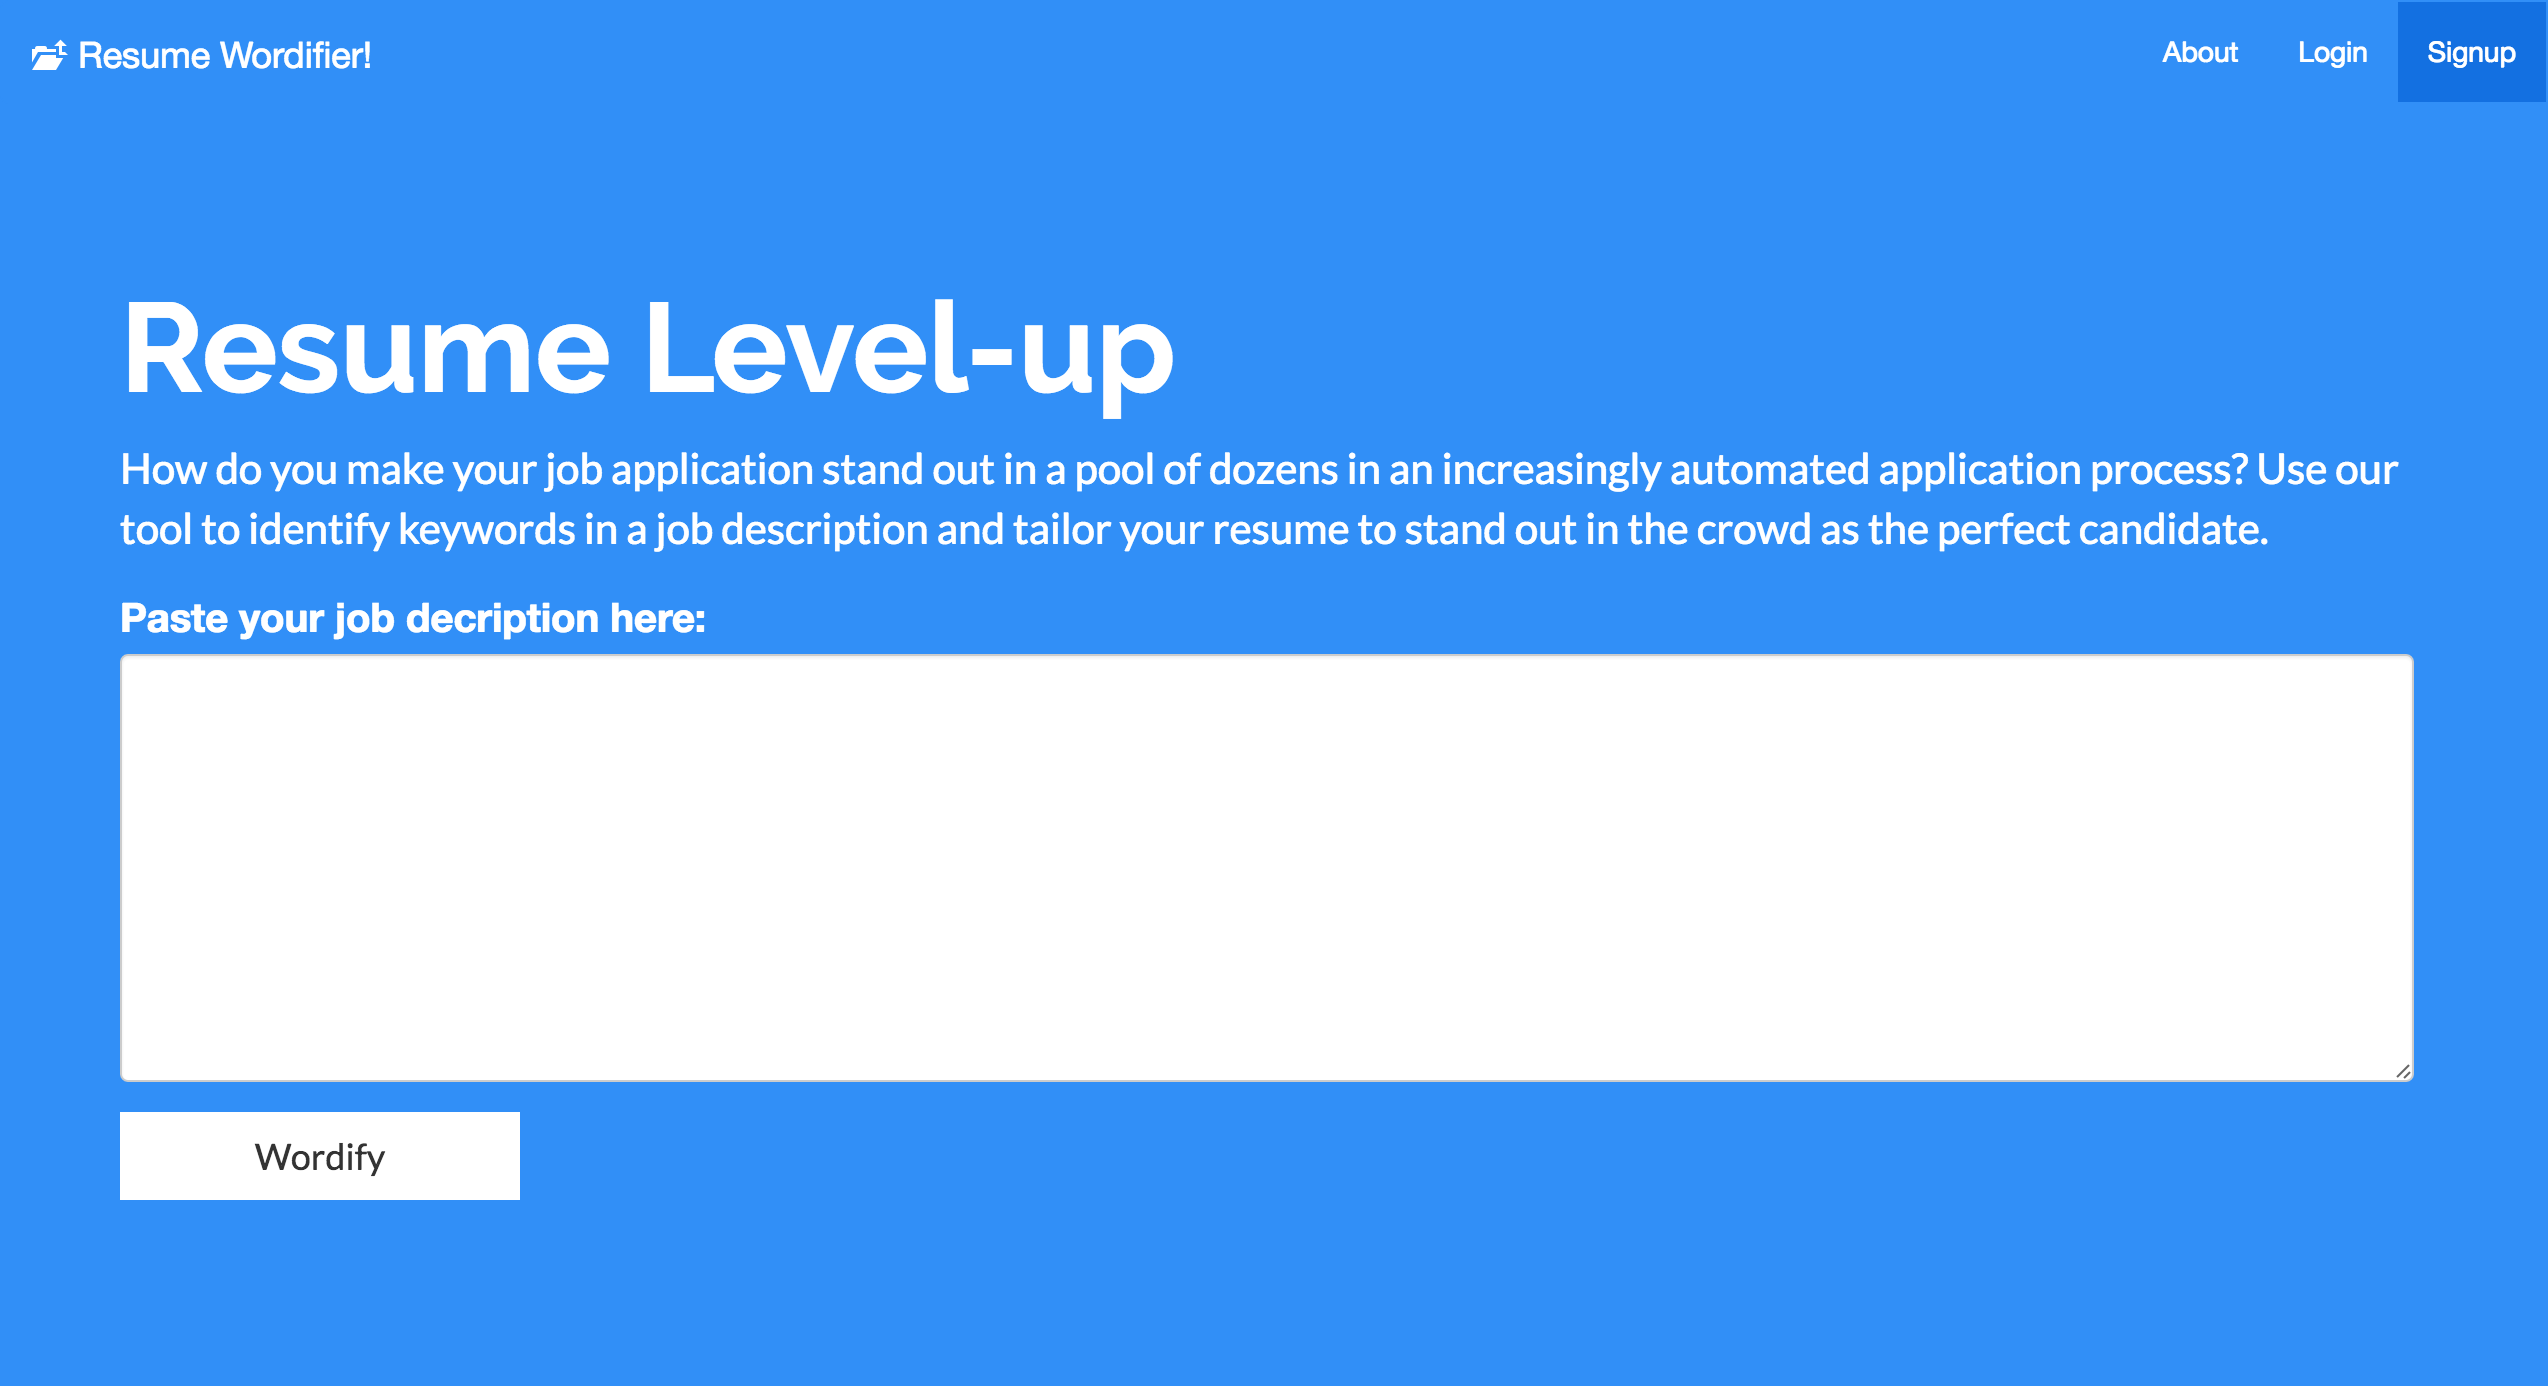 Resume Wordifier!
About
Login
Signup
Resume Level-up
How do you make your job application stand out in a pool of dozens in an increasingly automated application process? Use our
tool to identify keywords in a job description and tailor your resume to stand out in the crowd as the perfect candidate.
Paste your job decription here:
Wordify